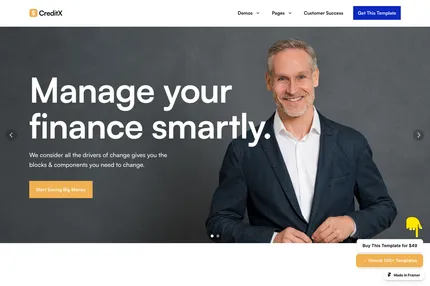 CreditX
Demos
Pages
Customer Success
Get This Template
Manage your
finance smartly.
We consider all the drivers of change gives you the
blocks & components you need to change.
Start Saving Big Money
Buy This Template for $49
Unlock 100+ Templates
Made in Framer